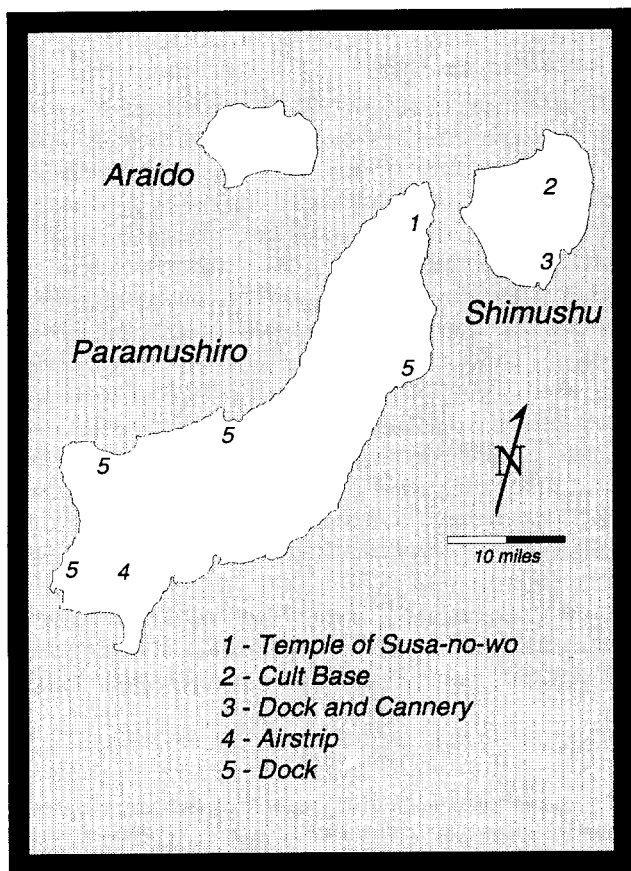 Araido
1
2
3
Shimushu
Paramushiro
5
5
5
N
10 miles
5
4
1 - Temple of Susa-no-wo
2 - Cult Base
3 - Dock and Cannery
4 - Airstrip
5 - Dock